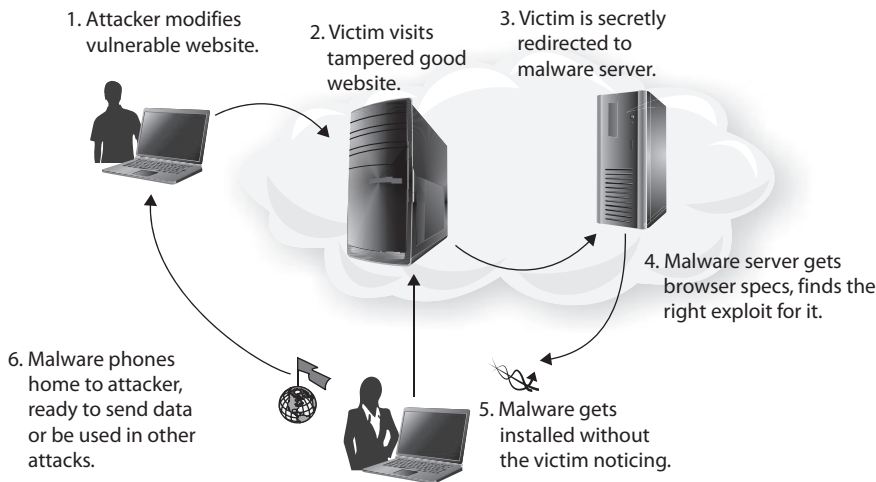 1. Attacker modifies
vulnerable website.
2. Victim visits
tampered good
website.
3. Victim is secretly
redirected to
malware server.
4. Malware server gets
browser specs, finds the
right exploit for it.
5. Malware gets
installed without
the victim noticing.
6. Malware phones
home to attacker,
ready to send data
or be used in other
attacks.